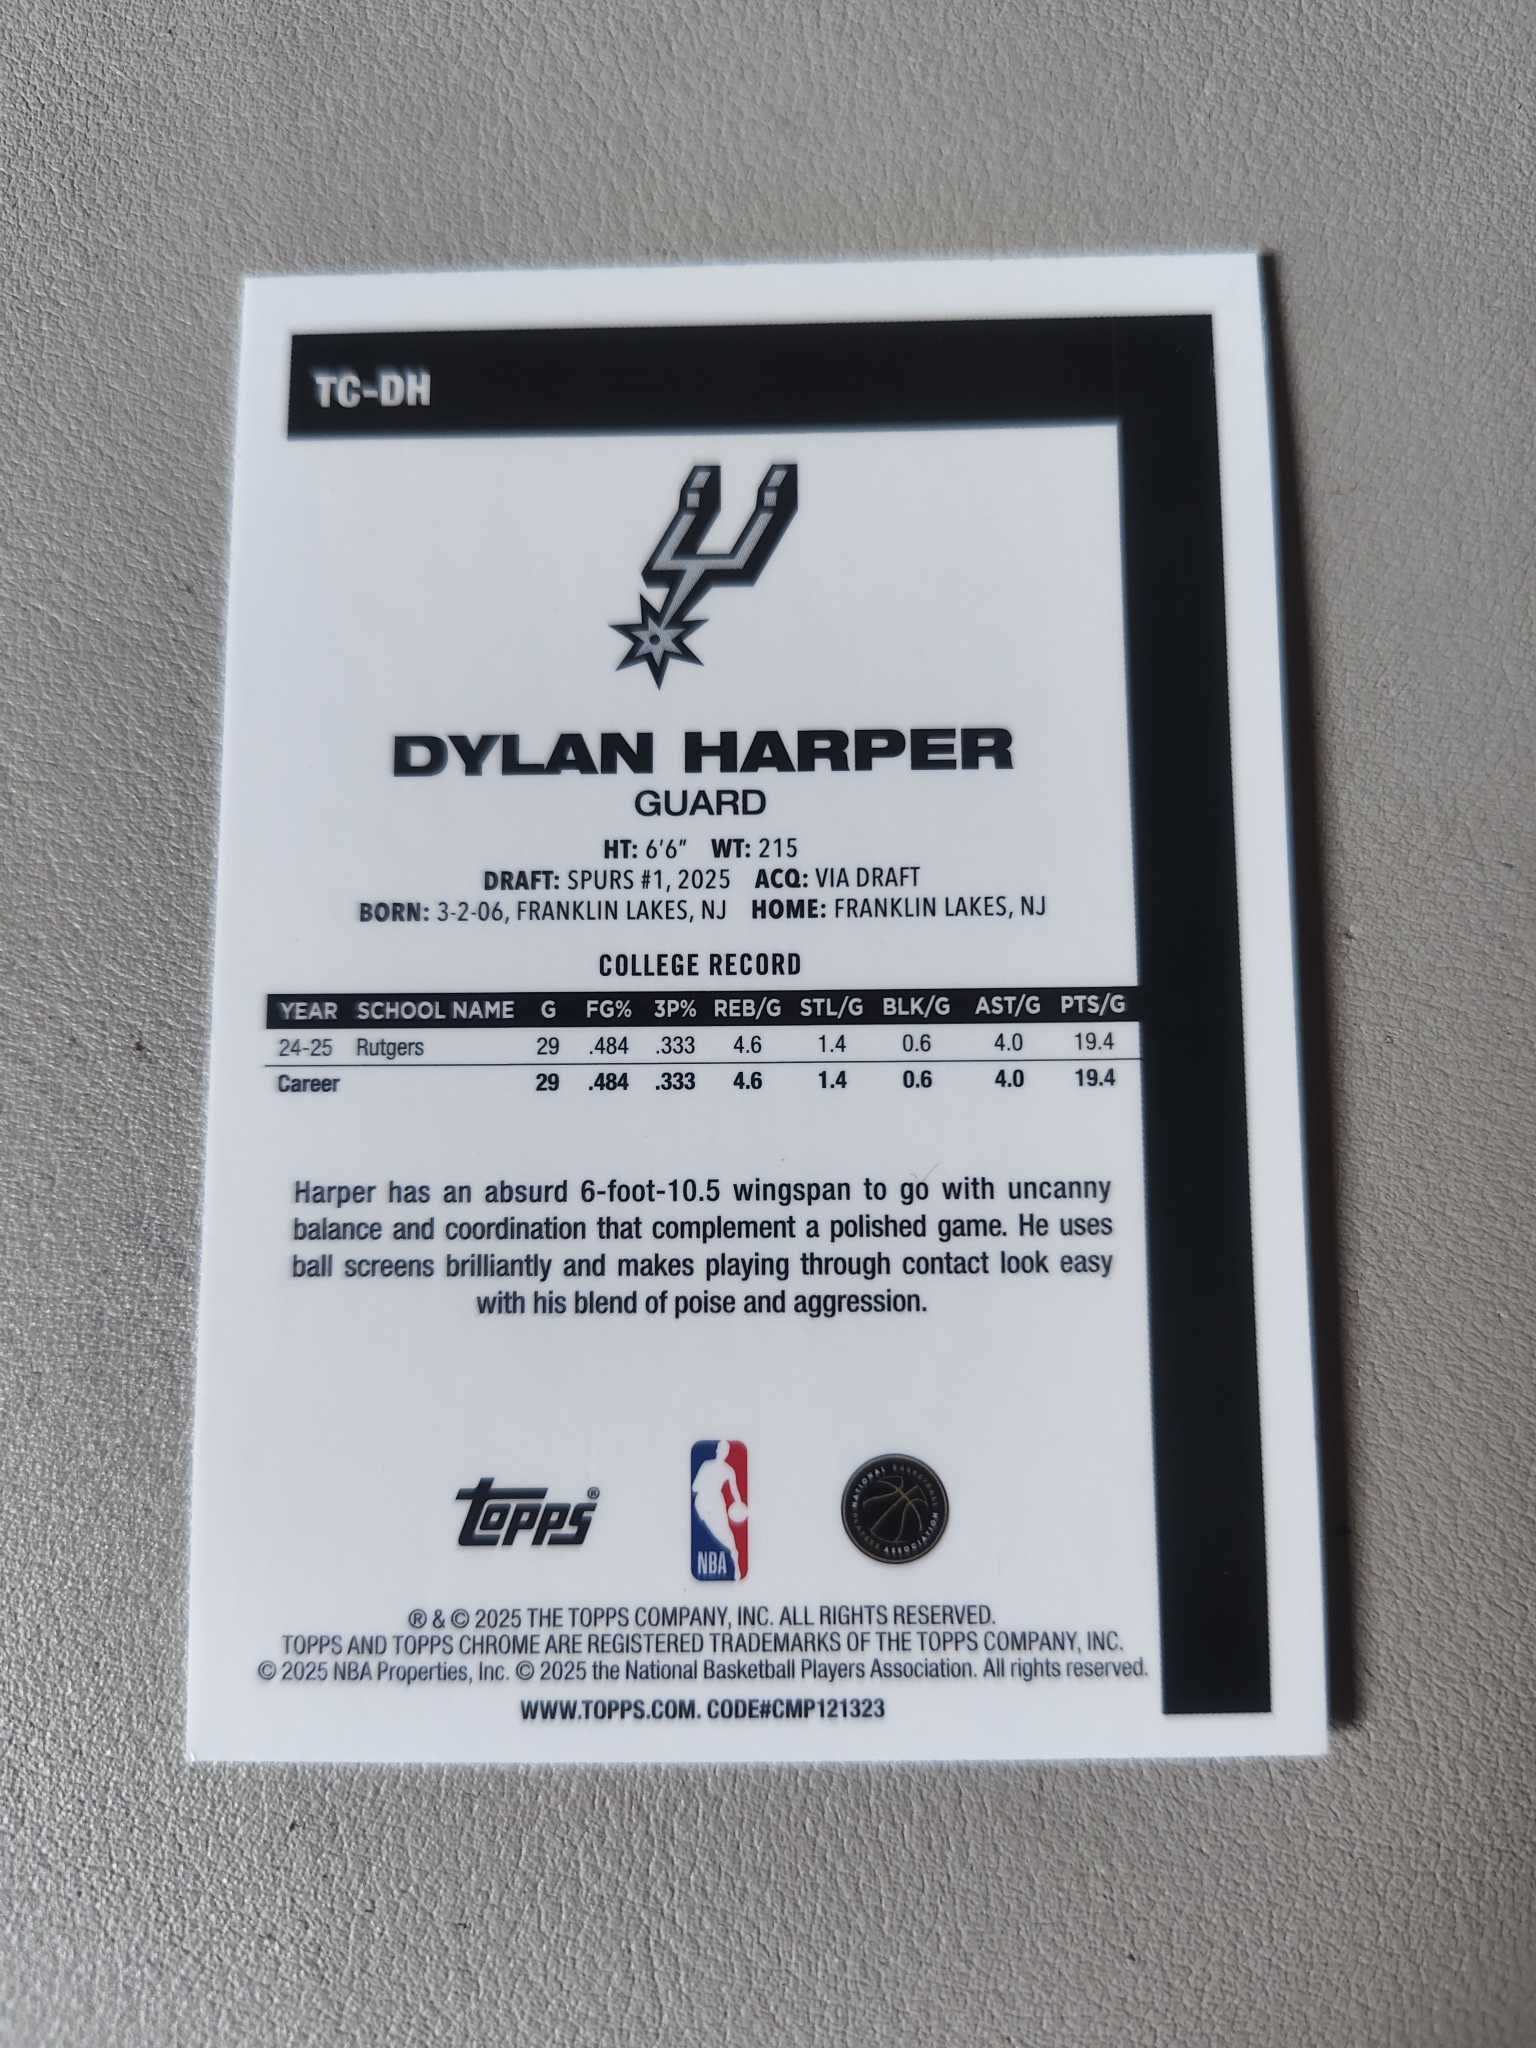 TC-DH
DYLAN HARPER
GUARD
HT: 6'6" WT: 215
DRAFT: SPURS #1, 2025 ACQ: VIA DRAFT
BORN: 3-2-06, FRANKLIN LAKES, NJ HOME: FRANKLIN LAKES, NJ
COLLEGE RECORD
YEAR SCHOOL NAME G FG% 3P% REB/G STL/G BLK/G AST/G PTS/G
24-25 Rutgers 29 .484 .333 4.6 1.4 0.6 4.0 19.4
Career 29 .484 .333 4.6 1.4 0.6 4.0 19.4
Harper has an absurd 6-foot-10.5 wingspan to go with uncanny
balance and coordination that complement a polished game. He uses
ball screens brilliantly and makes playing through contact look easy
with his blend of poise and aggression.
Topps®
NBA
NATIONAL BASKETBALL PLAYERS ASSOCIATION
® & © 2025 THE TOPPS COMPANY, INC. ALL RIGHTS RESERVED.
TOPPS AND TOPPS CHROME ARE REGISTERED TRADEMARKS OF THE TOPPS COMPANY, INC.
© 2025 NBA Properties, Inc. © 2025 the National Basketball Players Association. All rights reserved.
WWW.TOPPS.COM. CODE#CMP121323